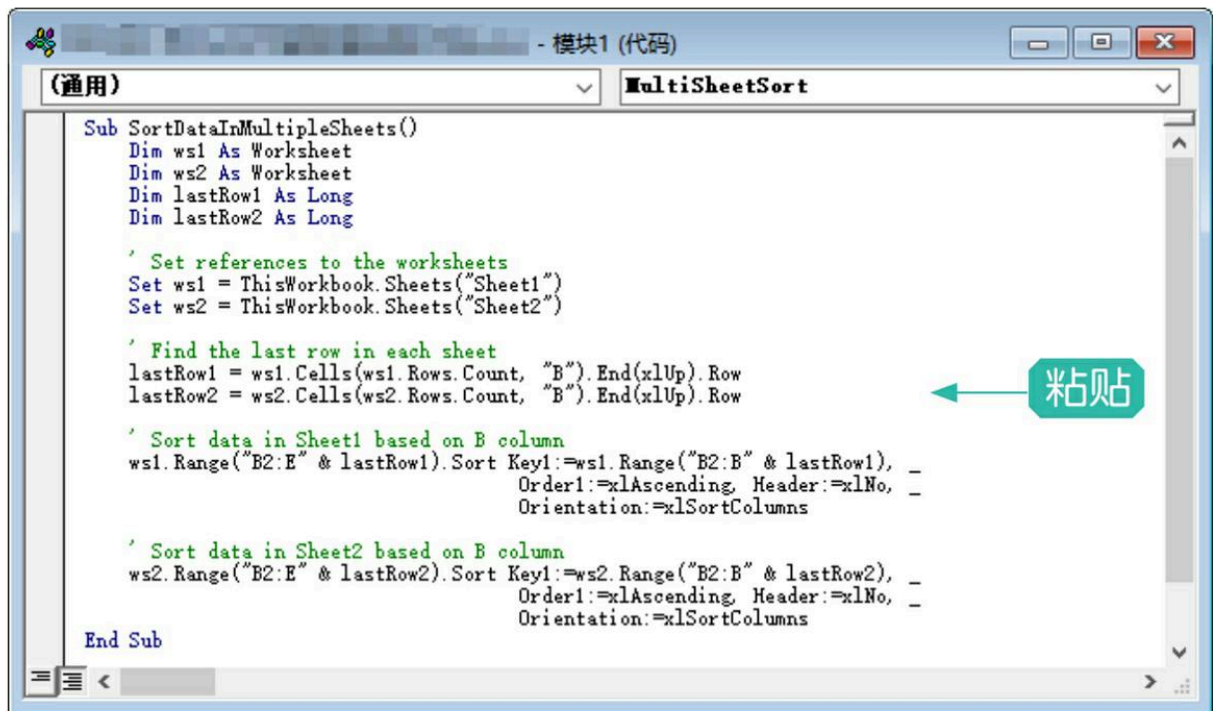 - 模块1 (代码)
(通用)
MultiSheetSort
Sub SortDataInMultipleSheets()
    Dim ws1 As Worksheet
    Dim ws2 As Worksheet
    Dim lastRow1 As Long
    Dim lastRow2 As Long
    ' Set references to the worksheets
    Set ws1 = ThisWorkbook.Sheets("Sheet1")
    Set ws2 = ThisWorkbook.Sheets("Sheet2")
    ' Find the last row in each sheet
    lastRow1 = ws1.Cells(ws1.Rows.Count, "B").End(xlUp).Row
    lastRow2 = ws2.Cells(ws2.Rows.Count, "B").End(xlUp).Row
粘贴
    ' Sort data in Sheet1 based on B column
    ws1.Range("B2:E" & lastRow1).Sort Key1:=ws1.Range("B2:B" & lastRow1), _
                                      Order1:=xlAscending, Header:=xlNo, _
                                      Orientation:=xlSortColumns
    ' Sort data in Sheet2 based on B column
    ws2.Range("B2:E" & lastRow2).Sort Key1:=ws2.Range("B2:B" & lastRow2), _
                                      Order1:=xlAscending, Header:=xlNo, _
                                      Orientation:=xlSortColumns
End Sub